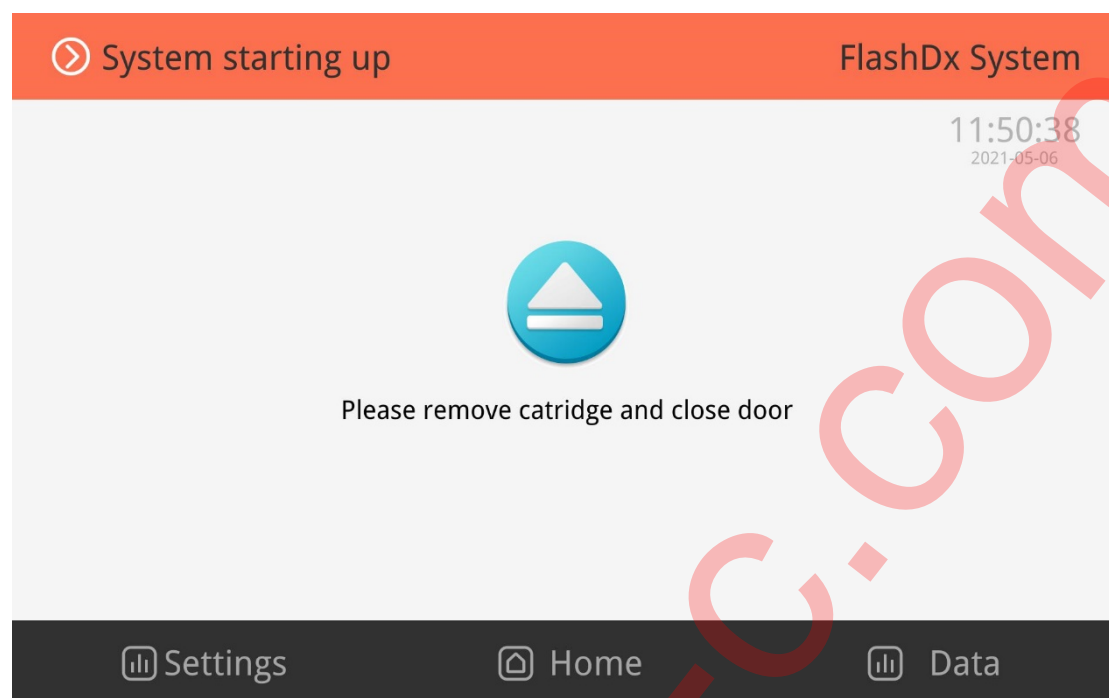 System starting up
FlashDx System
11:50:38
2021-05-06
Please remove catridge and close door
Settings
Home
Data
c.com